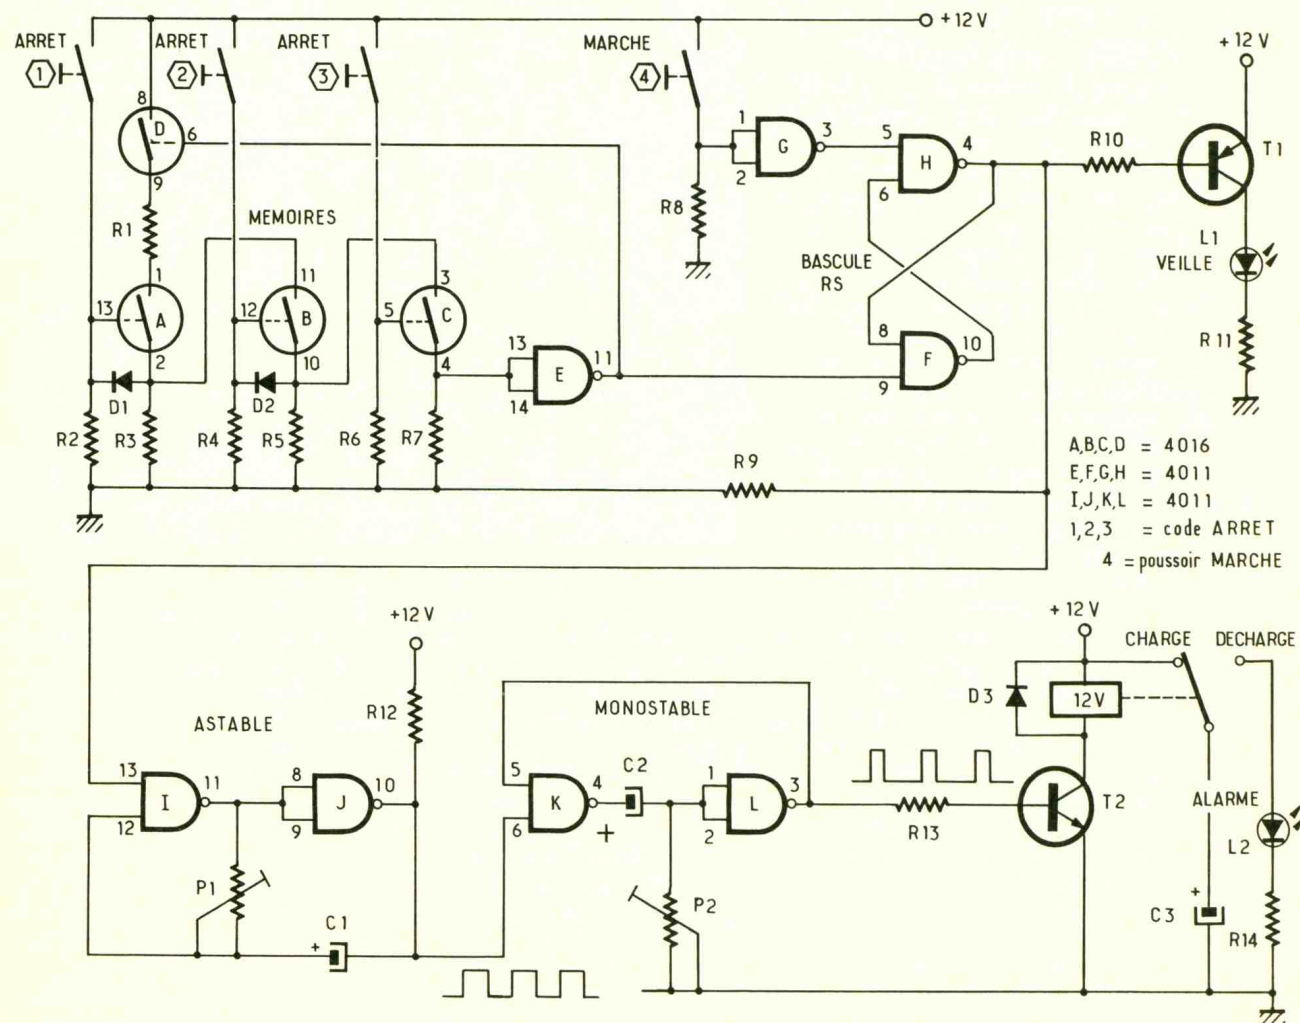 +12 V
ARRET ARRET ARRET MARCHE
1 2 3 4
+12 V
8
D
6
9
1
G
3
2
5
H
4
6
R10
T1
R1
MEMOIRES
R8
BASCULE
RS
L1
VEILLE
1
13
A
2
11
12
B
10
3
5
C
4
13
E
11
14
8
F
10
9
R11
D1
D2
R2 R3 R4 R5 R6 R7
R9
A,B,C,D = 4016
E,F,G,H = 4011
I,J,K,L = 4011
1,2,3 = code ARRET
4 = poussoir MARCHE
+12 V
+12 V
CHARGE DECHARGE
R12
ASTABLE
MONOSTABLE
D3
12V
13
I
11
12
8
J
10
9
5
K
4
6
+
C2
1
L
3
2
R13
T2
ALARME
L2
P1
C1
+
P2
+
C3
R14